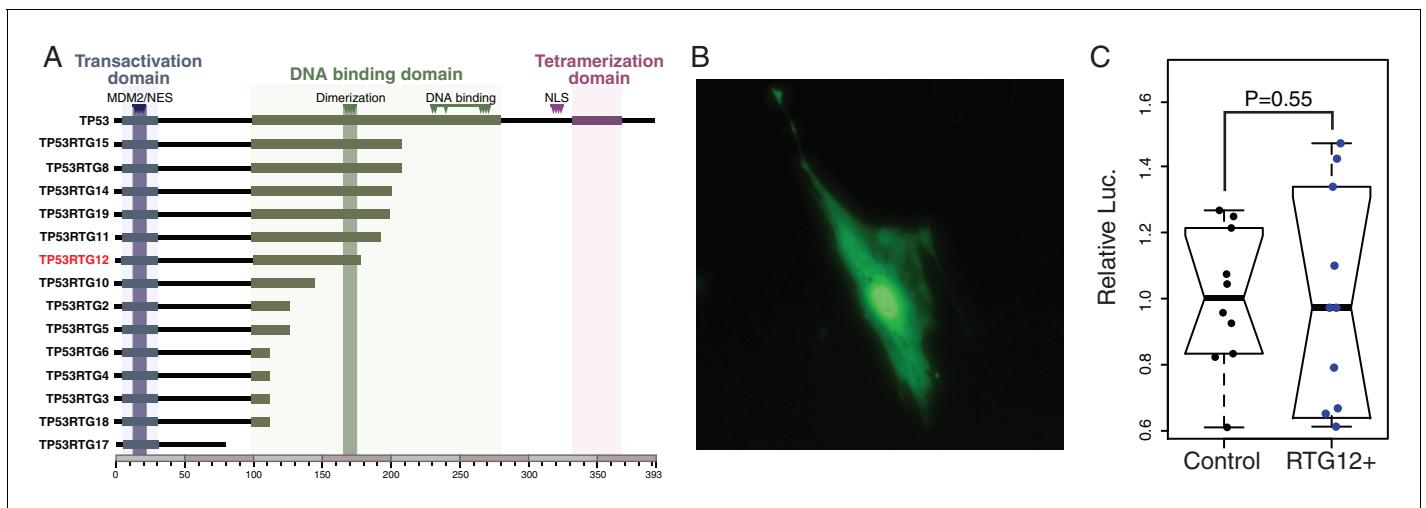 A
Transactivation
domain
DNA binding domain
Tetramerization
domain
MDM2/NES
Dimerization
DNA binding
NLS
TP53
TP53RTG15
TP53RTG8
TP53RTG14
TP53RTG19
TP53RTG11
TP53RTG12
TP53RTG10
TP53RTG2
TP53RTG5
TP53RTG6
TP53RTG4
TP53RTG3
TP53RTG18
TP53RTG17
0 50 100 150 200 250 300 350 393
B
C
P=0.55
Relative Luc.
1.6
1.4
1.2
1.0
0.8
0.6
Control RTG12+